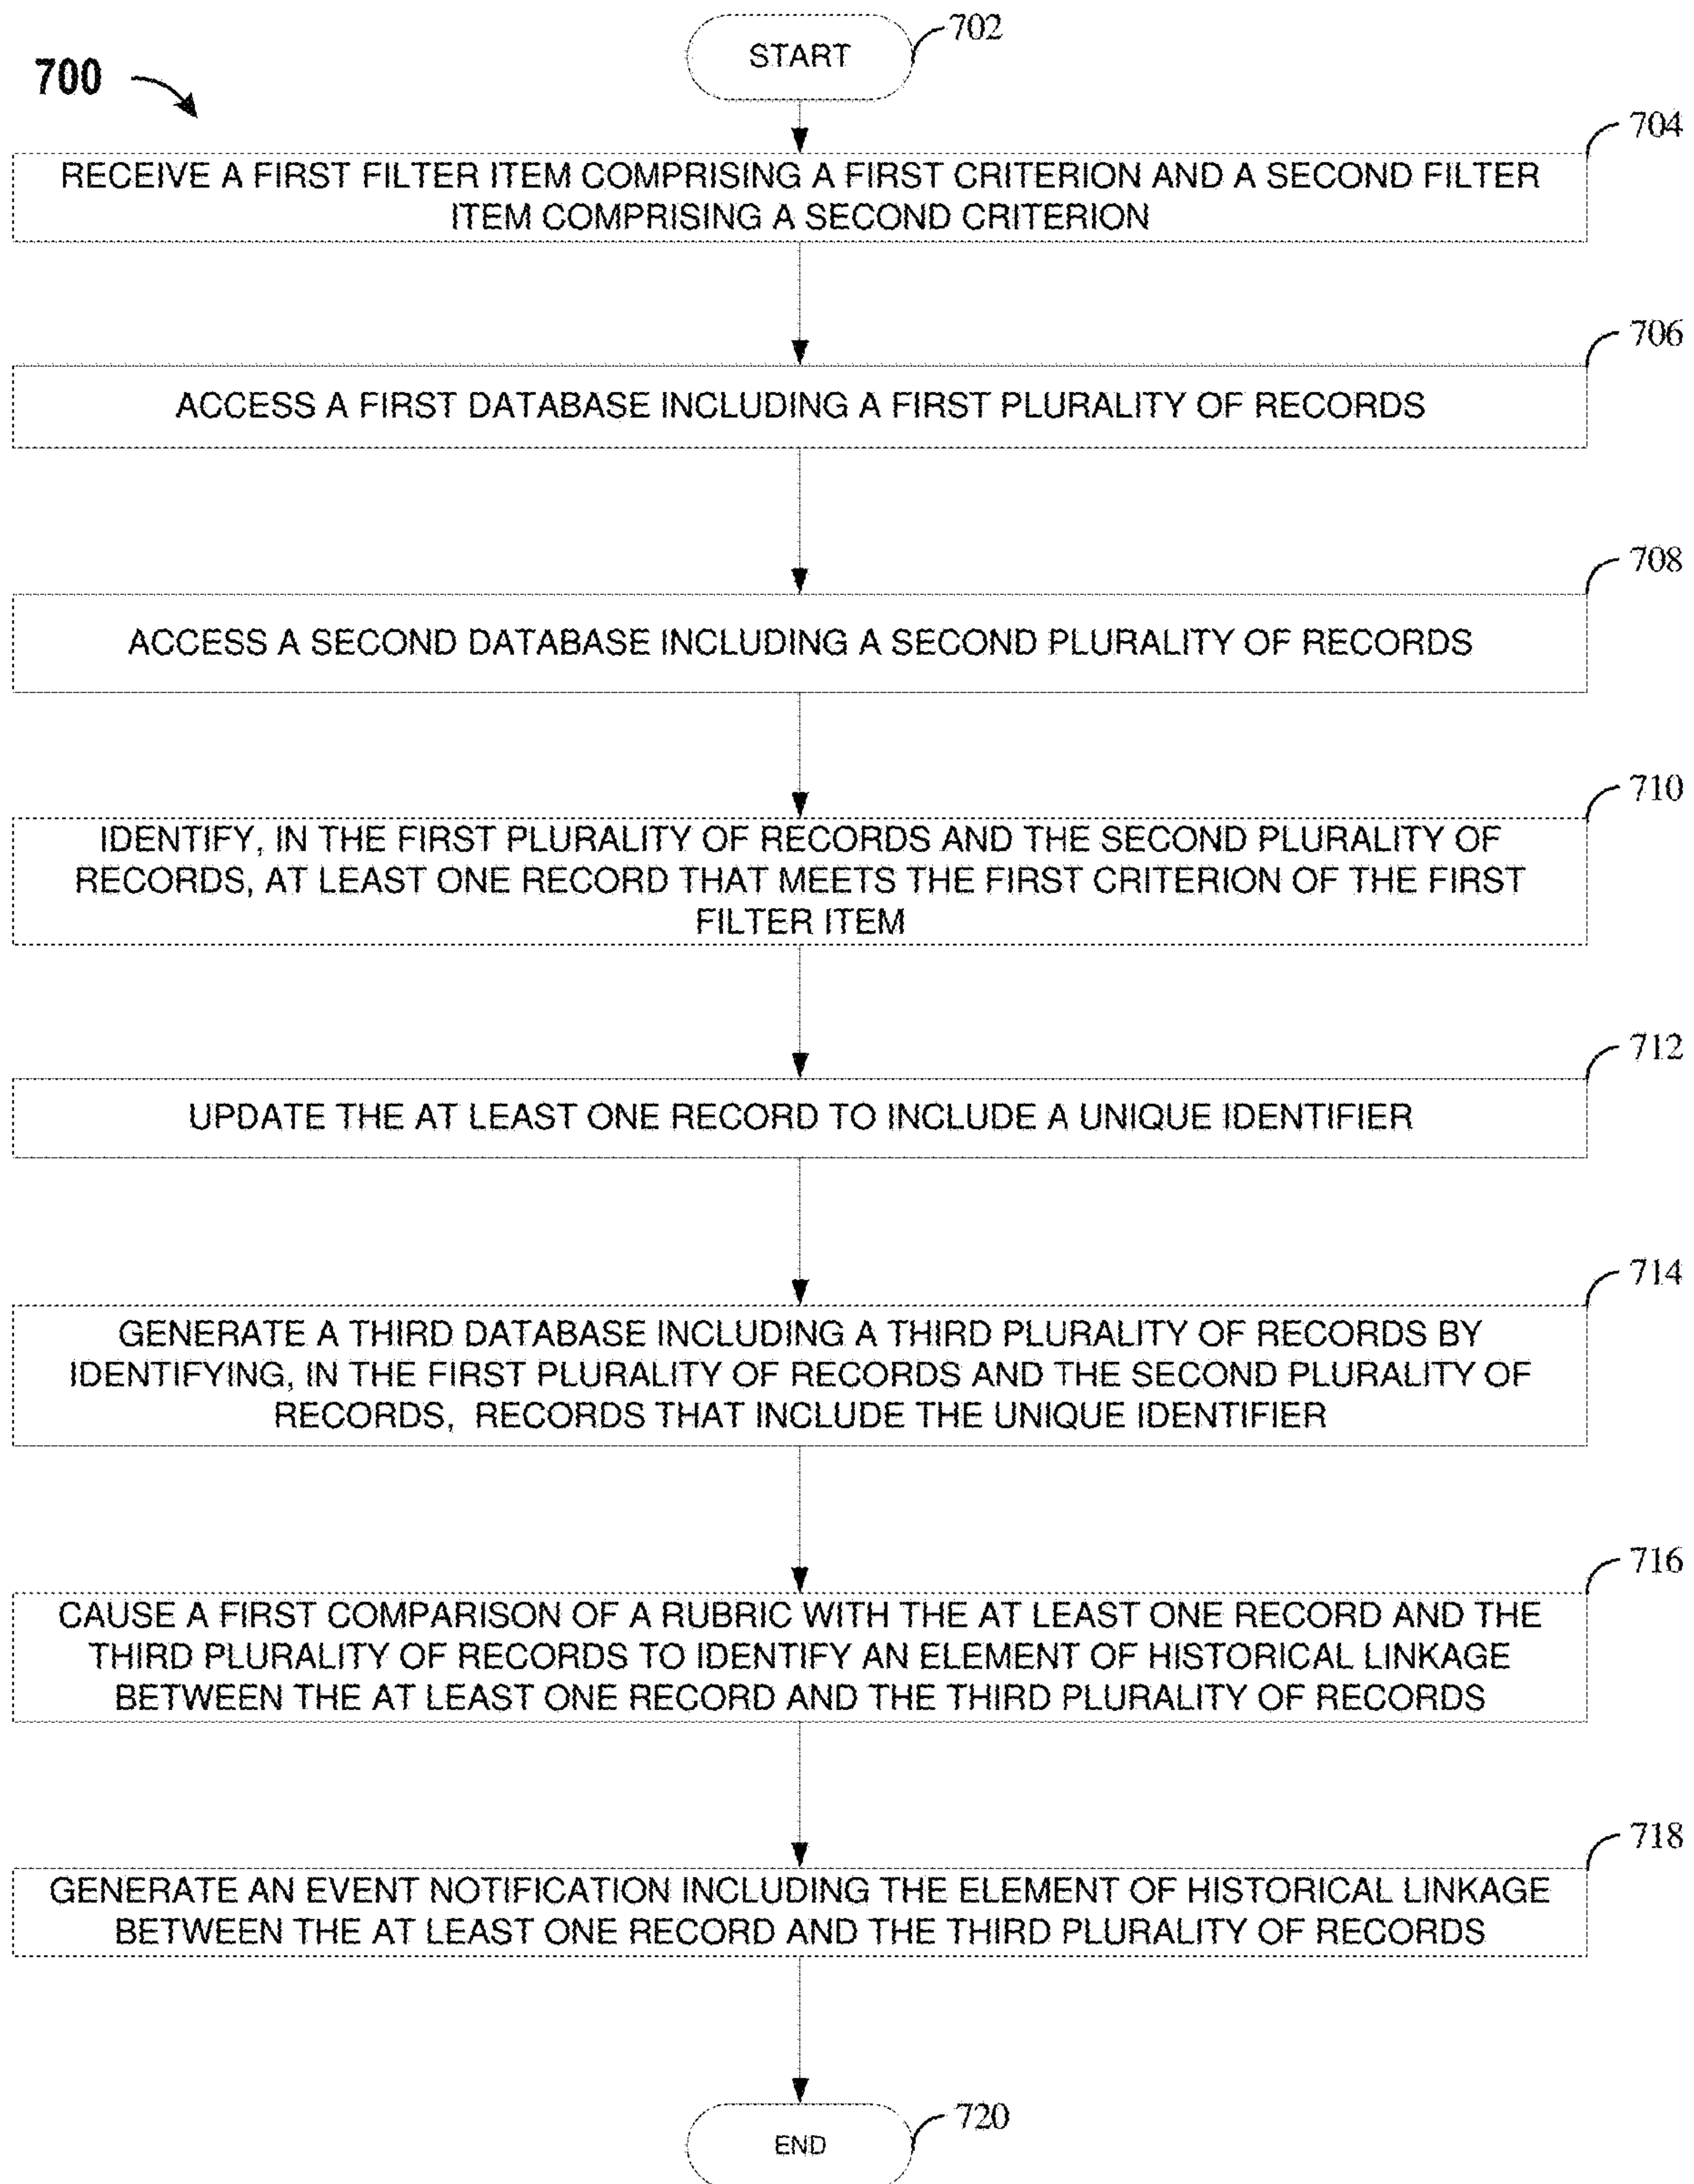 700
START
702
704
RECEIVE A FIRST FILTER ITEM COMPRISING A FIRST CRITERION AND A SECOND FILTER
ITEM COMPRISING A SECOND CRITERION
706
ACCESS A FIRST DATABASE INCLUDING A FIRST PLURALITY OF RECORDS
708
ACCESS A SECOND DATABASE INCLUDING A SECOND PLURALITY OF RECORDS
710
IDENTIFY, IN THE FIRST PLURALITY OF RECORDS AND THE SECOND PLURALITY OF
RECORDS, AT LEAST ONE RECORD THAT MEETS THE FIRST CRITERION OF THE FIRST
FILTER ITEM
712
UPDATE THE AT LEAST ONE RECORD TO INCLUDE A UNIQUE IDENTIFIER
714
GENERATE A THIRD DATABASE INCLUDING A THIRD PLURALITY OF RECORDS BY
IDENTIFYING, IN THE FIRST PLURALITY OF RECORDS AND THE SECOND PLURALITY OF
RECORDS, RECORDS THAT INCLUDE THE UNIQUE IDENTIFIER
716
CAUSE A FIRST COMPARISON OF A RUBRIC WITH THE AT LEAST ONE RECORD AND THE
THIRD PLURALITY OF RECORDS TO IDENTIFY AN ELEMENT OF HISTORICAL LINKAGE
BETWEEN THE AT LEAST ONE RECORD AND THE THIRD PLURALITY OF RECORDS
718
GENERATE AN EVENT NOTIFICATION INCLUDING THE ELEMENT OF HISTORICAL LINKAGE
BETWEEN THE AT LEAST ONE RECORD AND THE THIRD PLURALITY OF RECORDS
720
END